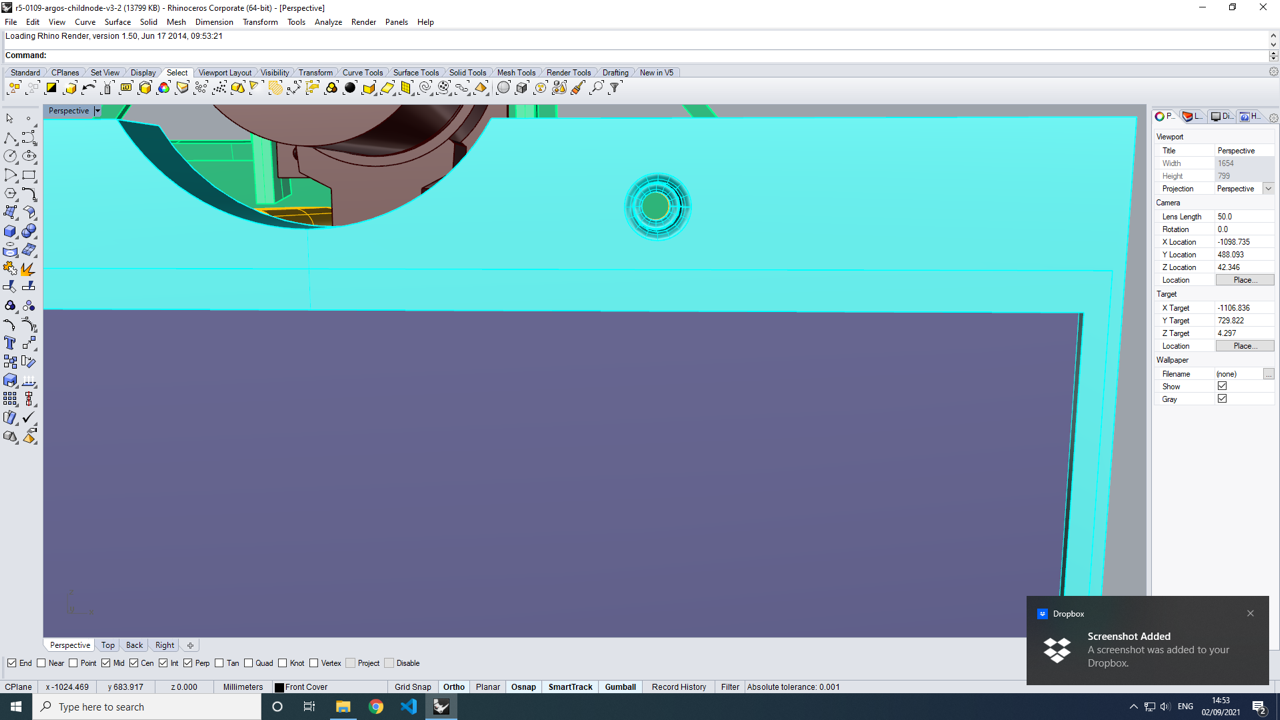 r5-0109-argos-childnode-v3-2 (13799 KB) - Rhinoceros Corporate (64-bit) - [Perspective]
File Edit View Curve Surface Solid Mesh Dimension Transform Tools Analyze Render Panels Help
Loading Rhino Render, version 1.50, Jun 17 2014, 09:53:21
Command:
Standard CPlanes Set View Display Select Viewport Layout Visibility Transform Curve Tools Surface Tools Solid Tools Mesh Tools Render Tools Drafting New in V5
Perspective
P... L... Di... H...
Viewport
Title Perspective
Width 1654
Height 799
Projection Perspective
Camera
Lens Length 50.0
Rotation 0.0
X Location -1098.735
Y Location 488.093
Z Location 42.346
Location Place...
Target
X Target -1106.836
Y Target 729.822
Z Target 4.297
Location Place...
Wallpaper
Filename (none) ...
Show
Gray
Dropbox
Screenshot Added
A screenshot was added to your
Dropbox.
Perspective Top Back Right
End Near Point Mid Cen Int Perp Tan Quad Knot Vertex Project Disable
CPlane x -1024.469 y 683.917 z 0.000 Millimeters Front Cover Grid Snap Ortho Planar Osnap SmartTrack Gumball Record History Filter Absolute tolerance: 0.001
Type here to search
ENG
14:53
02/09/2021
2